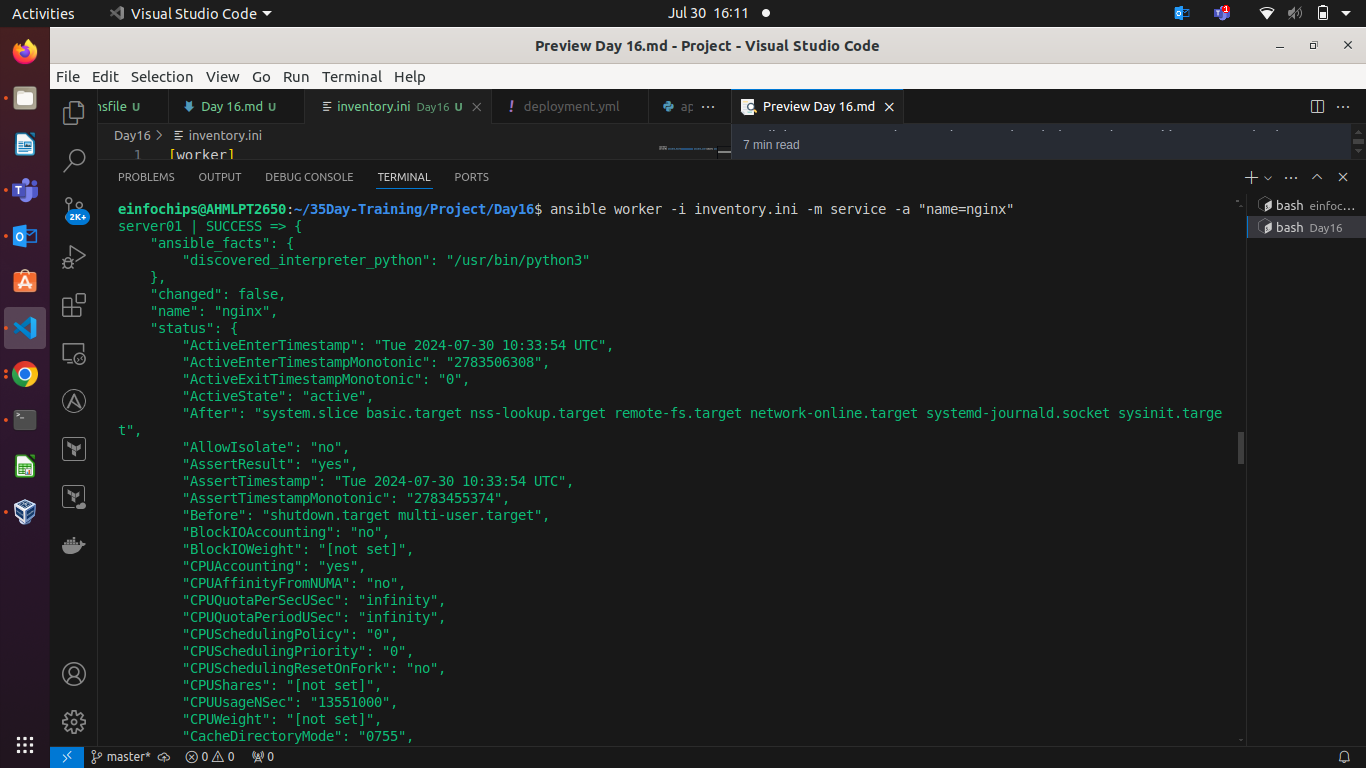 Activities
Visual Studio Code
Jul 30 16:11
1
Preview Day 16.md - Project - Visual Studio Code
File Edit Selection View Go Run Terminal Help
nsfile U
Day 16.md U
inventory.ini Day16 U
deployment.yml
ap
Preview Day 16.md
Day16 > inventory.ini
1 [worker]
7 min read
PROBLEMS OUTPUT DEBUG CONSOLE TERMINAL PORTS
2K+
bash einfoc...
bash Day16
einfochips@AHMLPT2650:~/35Day-Training/Project/Day16$ ansible worker -i inventory.ini -m service -a "name=nginx"
server01 | SUCCESS => {
"ansible_facts": {
"discovered_interpreter_python": "/usr/bin/python3"
},
"changed": false,
"name": "nginx",
"status": {
"ActiveEnterTimestamp": "Tue 2024-07-30 10:33:54 UTC",
"ActiveEnterTimestampMonotonic": "2783506308",
"ActiveExitTimestampMonotonic": "0",
"ActiveState": "active",
"After": "system.slice basic.target nss-lookup.target remote-fs.target network-online.target systemd-journald.socket sysinit.targe
t",
"AllowIsolate": "no",
"AssertResult": "yes",
"AssertTimestamp": "Tue 2024-07-30 10:33:54 UTC",
"AssertTimestampMonotonic": "2783455374",
"Before": "shutdown.target multi-user.target",
"BlockIOAccounting": "no",
"BlockIOWeight": "[not set]",
"CPUAccounting": "yes",
"CPUAffinityFromNUMA": "no",
"CPUQuotaPerSecUSec": "infinity",
"CPUQuotaPeriodUSec": "infinity",
"CPUSchedulingPolicy": "0",
"CPUSchedulingPriority": "0",
"CPUSchedulingResetOnFork": "no",
"CPUShares": "[not set]",
"CPUUsageNSec": "13551000",
"CPUWeight": "[not set]",
"CacheDirectoryMode": "0755",
master* 0 0 0